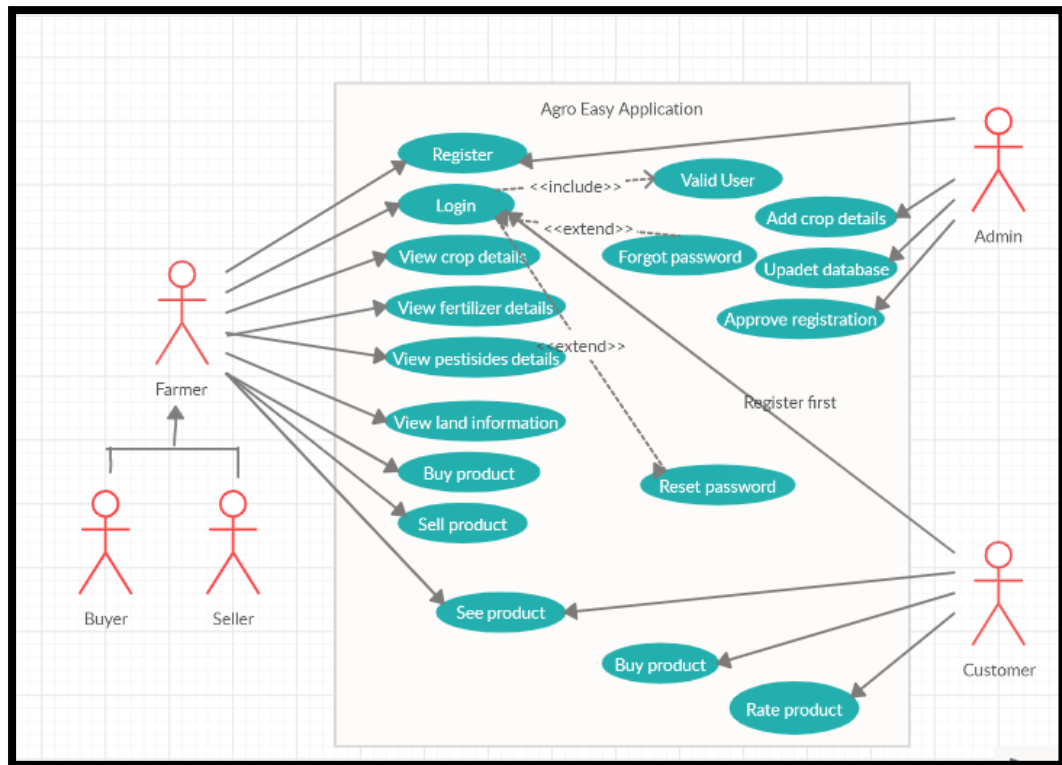 Agro Easy Application
Register
<<include>>
Valid User
Login
Add crop details
Admin
<<extend>>
View crop details
Forgot password
Upadet database
View fertilizer details
Approve registration
<<extend>>
View pestisides details
Farmer
Register first
View land information
Buy product
Reset password
Sell product
See product
Buyer
Seller
Buy product
Customer
Rate product